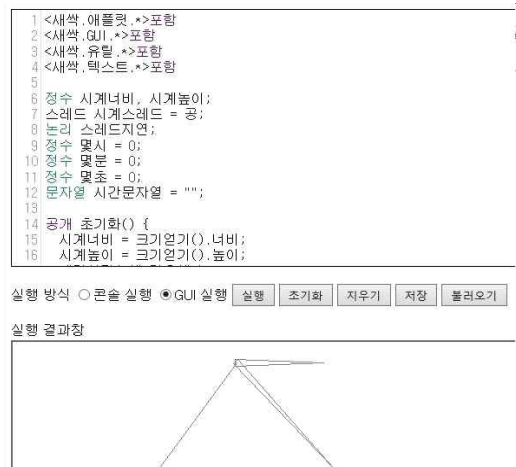 1 <새싹.애플릿.*>포함
2 <새싹.GUI.*>포함
3 <새싹.유틸.*>포함
4 <새싹.텍스트.*>포함
5
6 정수 시계너비, 시계높이;
7 스레드 시계스레드 = 공;
8 논리 스레드지연;
9 정수 몇시 = 0;
10 정수 몇분 = 0;
11 정수 몇초 = 0;
12 문자열 시간문자열 = "";
13
14 공개 초기화() {
15 시계너비 = 크기얻기().너비;
16 시계높이 = 크기얻기().높이;
실행 방식 콘솔 실행 GUI 실행 실행 초기화 지우기 저장 불러오기
실행 결과창